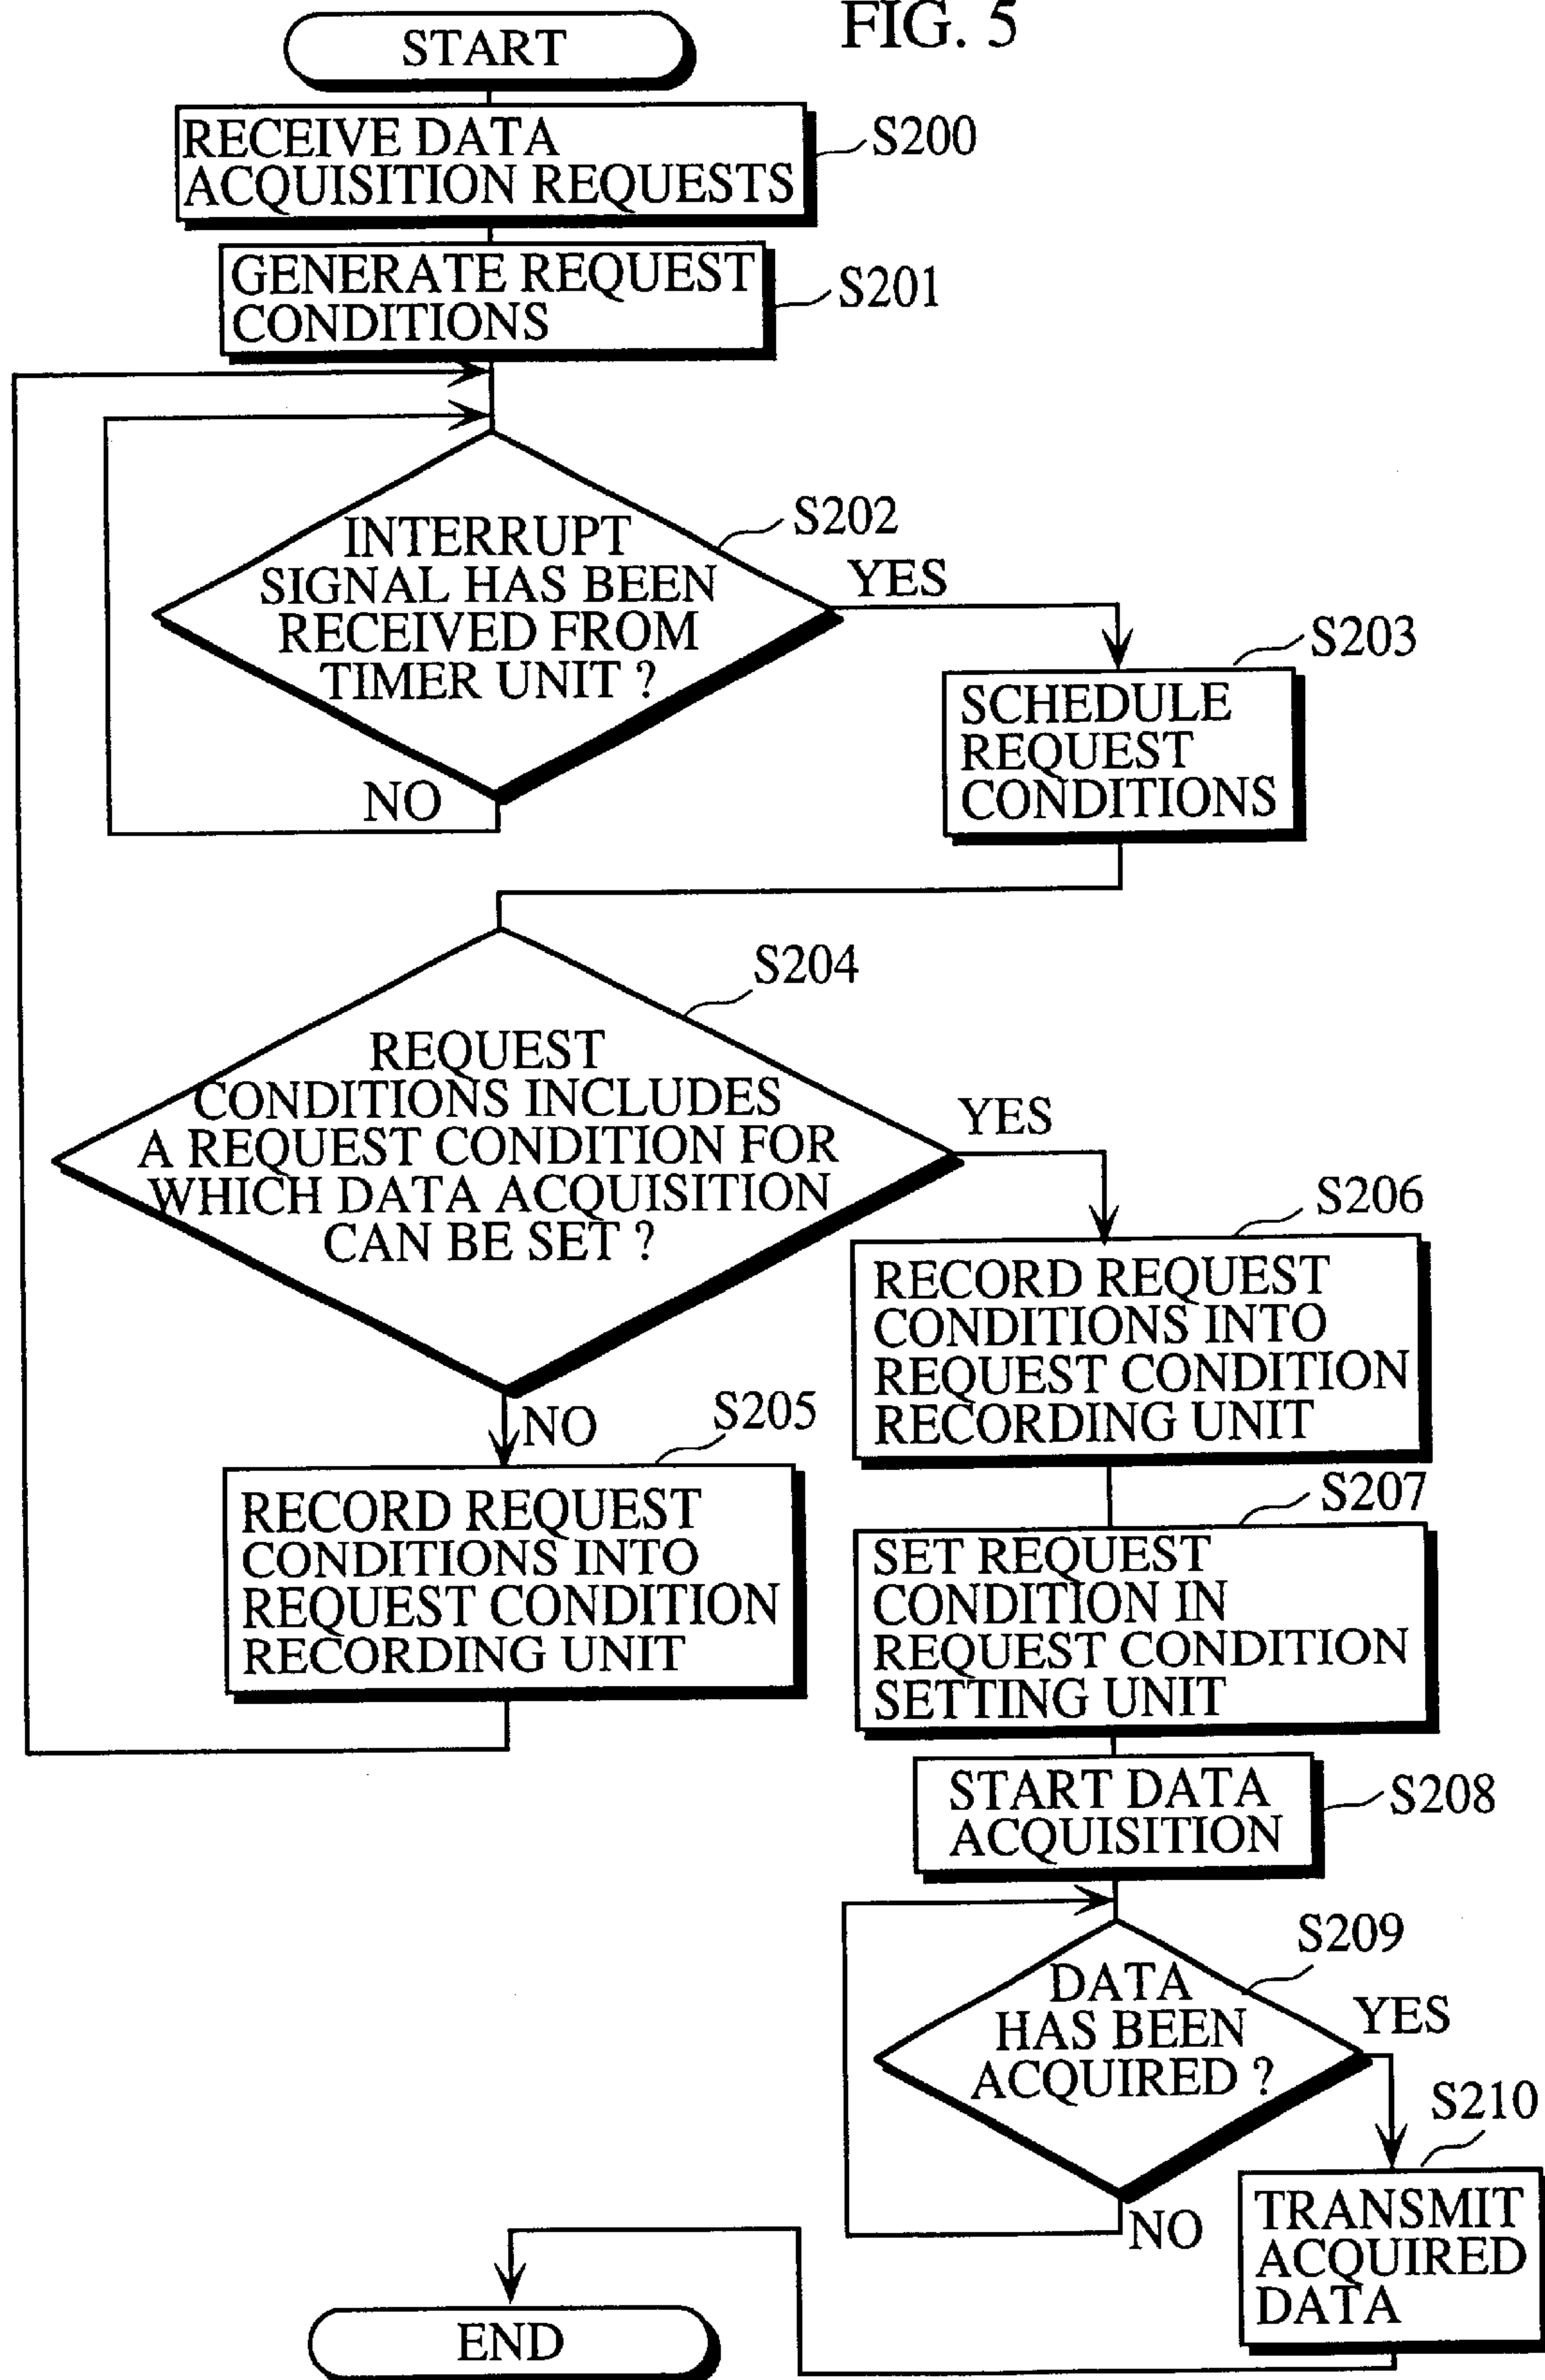 FIG. 5
START
RECEIVE DATA
ACQUISITION REQUESTS
S200
GENERATE REQUEST
CONDITIONS
S201
INTERRUPT
SIGNAL HAS BEEN
RECEIVED FROM
TIMER UNIT ?
S202
YES
NO
S203
SCHEDULE
REQUEST
CONDITIONS
S204
REQUEST
CONDITIONS INCLUDES
A REQUEST CONDITION FOR
WHICH DATA ACQUISITION
CAN BE SET ?
YES
NO
S205
RECORD REQUEST
CONDITIONS INTO
REQUEST CONDITION
RECORDING UNIT
S206
RECORD REQUEST
CONDITIONS INTO
REQUEST CONDITION
RECORDING UNIT
S207
SET REQUEST
CONDITION IN
REQUEST CONDITION
SETTING UNIT
START DATA
ACQUISITION
S208
S209
DATA
HAS BEEN
ACQUIRED ?
YES
NO
S210
TRANSMIT
ACQUIRED
DATA
END